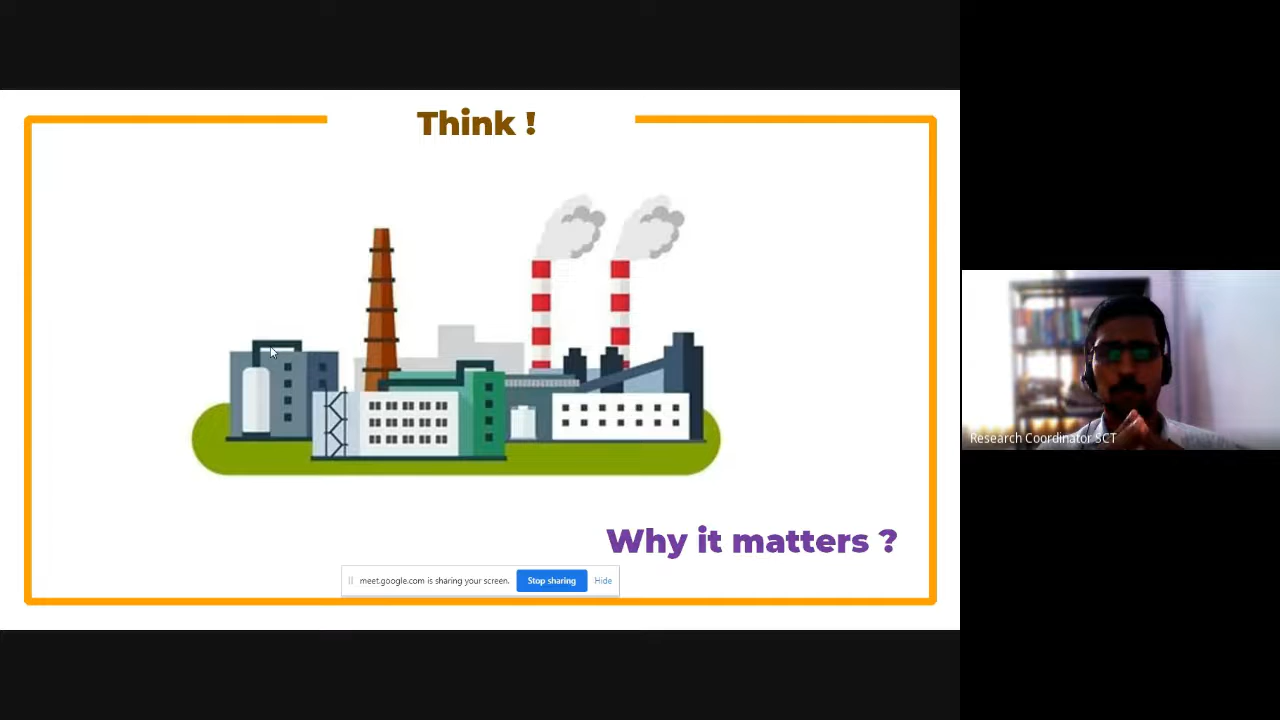 Think !
Why it matters ?
meet.google.com is sharing your screen.
Stop sharing
Hide
Research Coordinator SCT